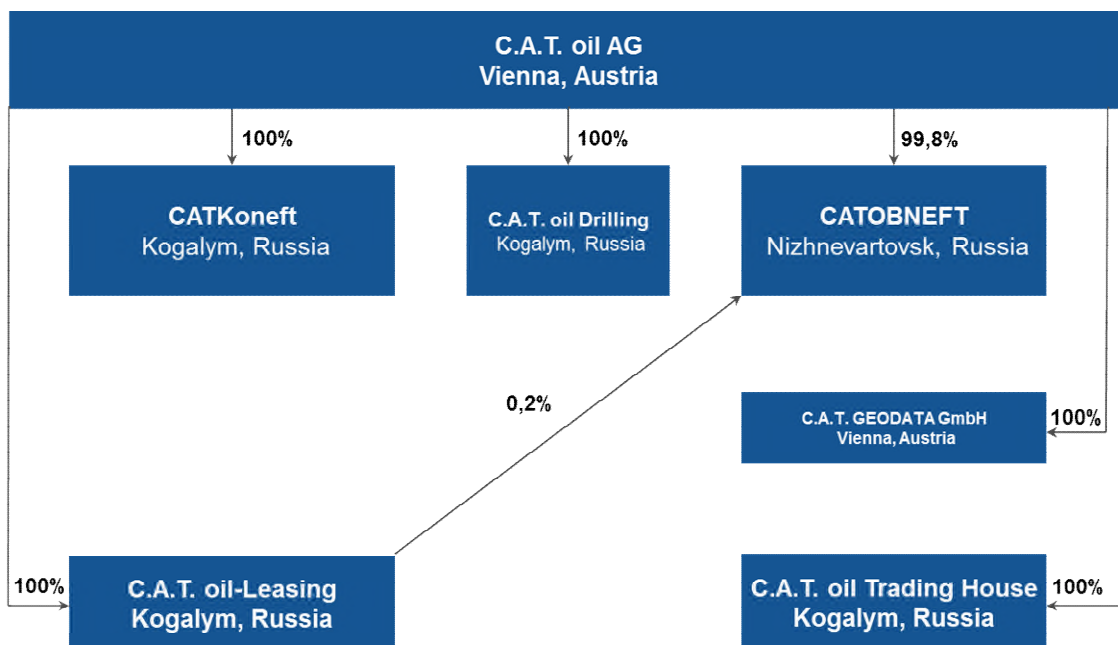 C.A.T. oil AG
Vienna, Austria
100%
100%
99,8%
CATKoneft
Kogalym, Russia
C.A.T. oil Drilling
Kogalym, Russia
CATOBNEFT
Nizhnevartovsk, Russia
0,2%
C.A.T. GEODATA GmbH
Vienna, Austria
100%
100%
C.A.T. oil-Leasing
Kogalym, Russia
C.A.T. oil Trading House
Kogalym, Russia
100%